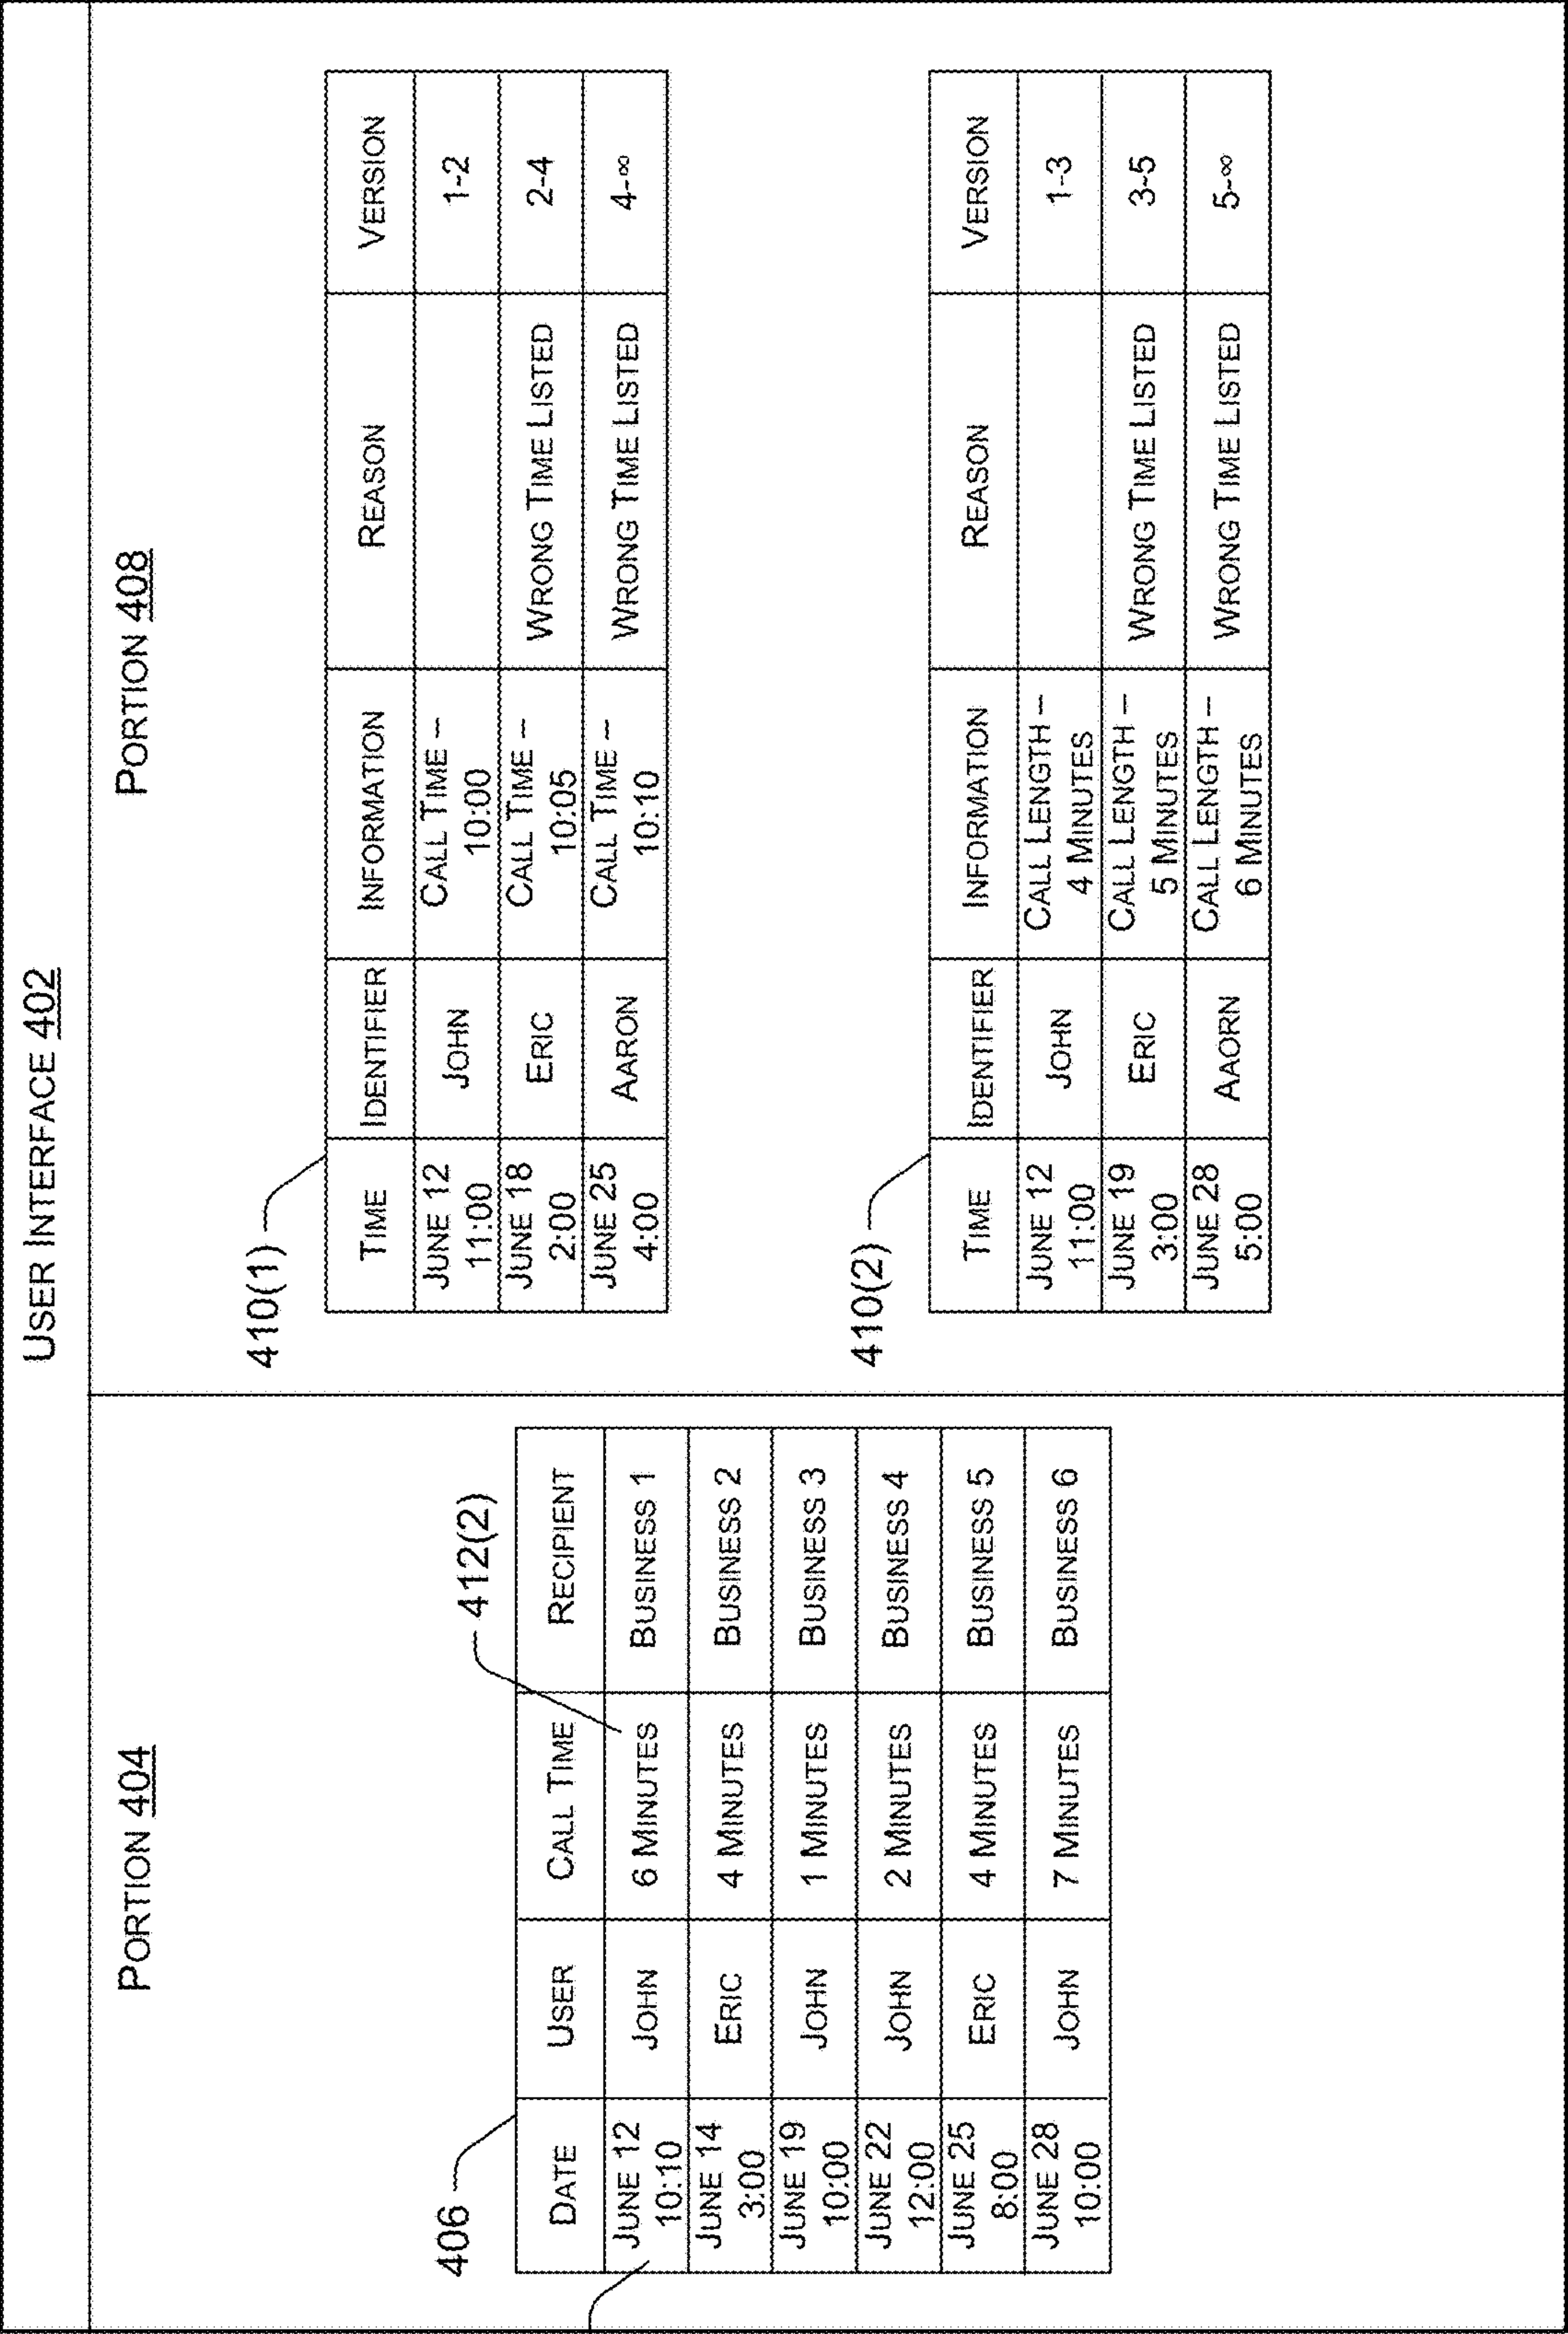 USER INTERFACE 402
PORTION 404
406
412(2)
DATE USER CALL TIME RECIPIENT
JUNE 12 10:10 JOHN 6 MINUTES BUSINESS 1
JUNE 14 3:00 ERIC 4 MINUTES BUSINESS 2
JUNE 19 10:00 JOHN 1 MINUTES BUSINESS 3
JUNE 22 12:00 JOHN 2 MINUTES BUSINESS 4
JUNE 25 8:00 ERIC 4 MINUTES BUSINESS 5
JUNE 28 10:00 JOHN 7 MINUTES BUSINESS 6
PORTION 408
410(1)
TIME IDENTIFIER INFORMATION REASON VERSION
JUNE 12 11:00 JOHN CALL TIME – 10:00 1-2
JUNE 18 2:00 ERIC CALL TIME – 10:05 WRONG TIME LISTED 2-4
JUNE 25 4:00 AARON CALL TIME – 10:10 WRONG TIME LISTED 4-∞
410(2)
TIME IDENTIFIER INFORMATION REASON VERSION
JUNE 12 11:00 JOHN CALL LENGTH – 4 MINUTES 1-3
JUNE 19 3:00 ERIC CALL LENGTH – 5 MINUTES WRONG TIME LISTED 3-5
JUNE 28 5:00 AAORN CALL LENGTH – 6 MINUTES WRONG TIME LISTED 5-∞